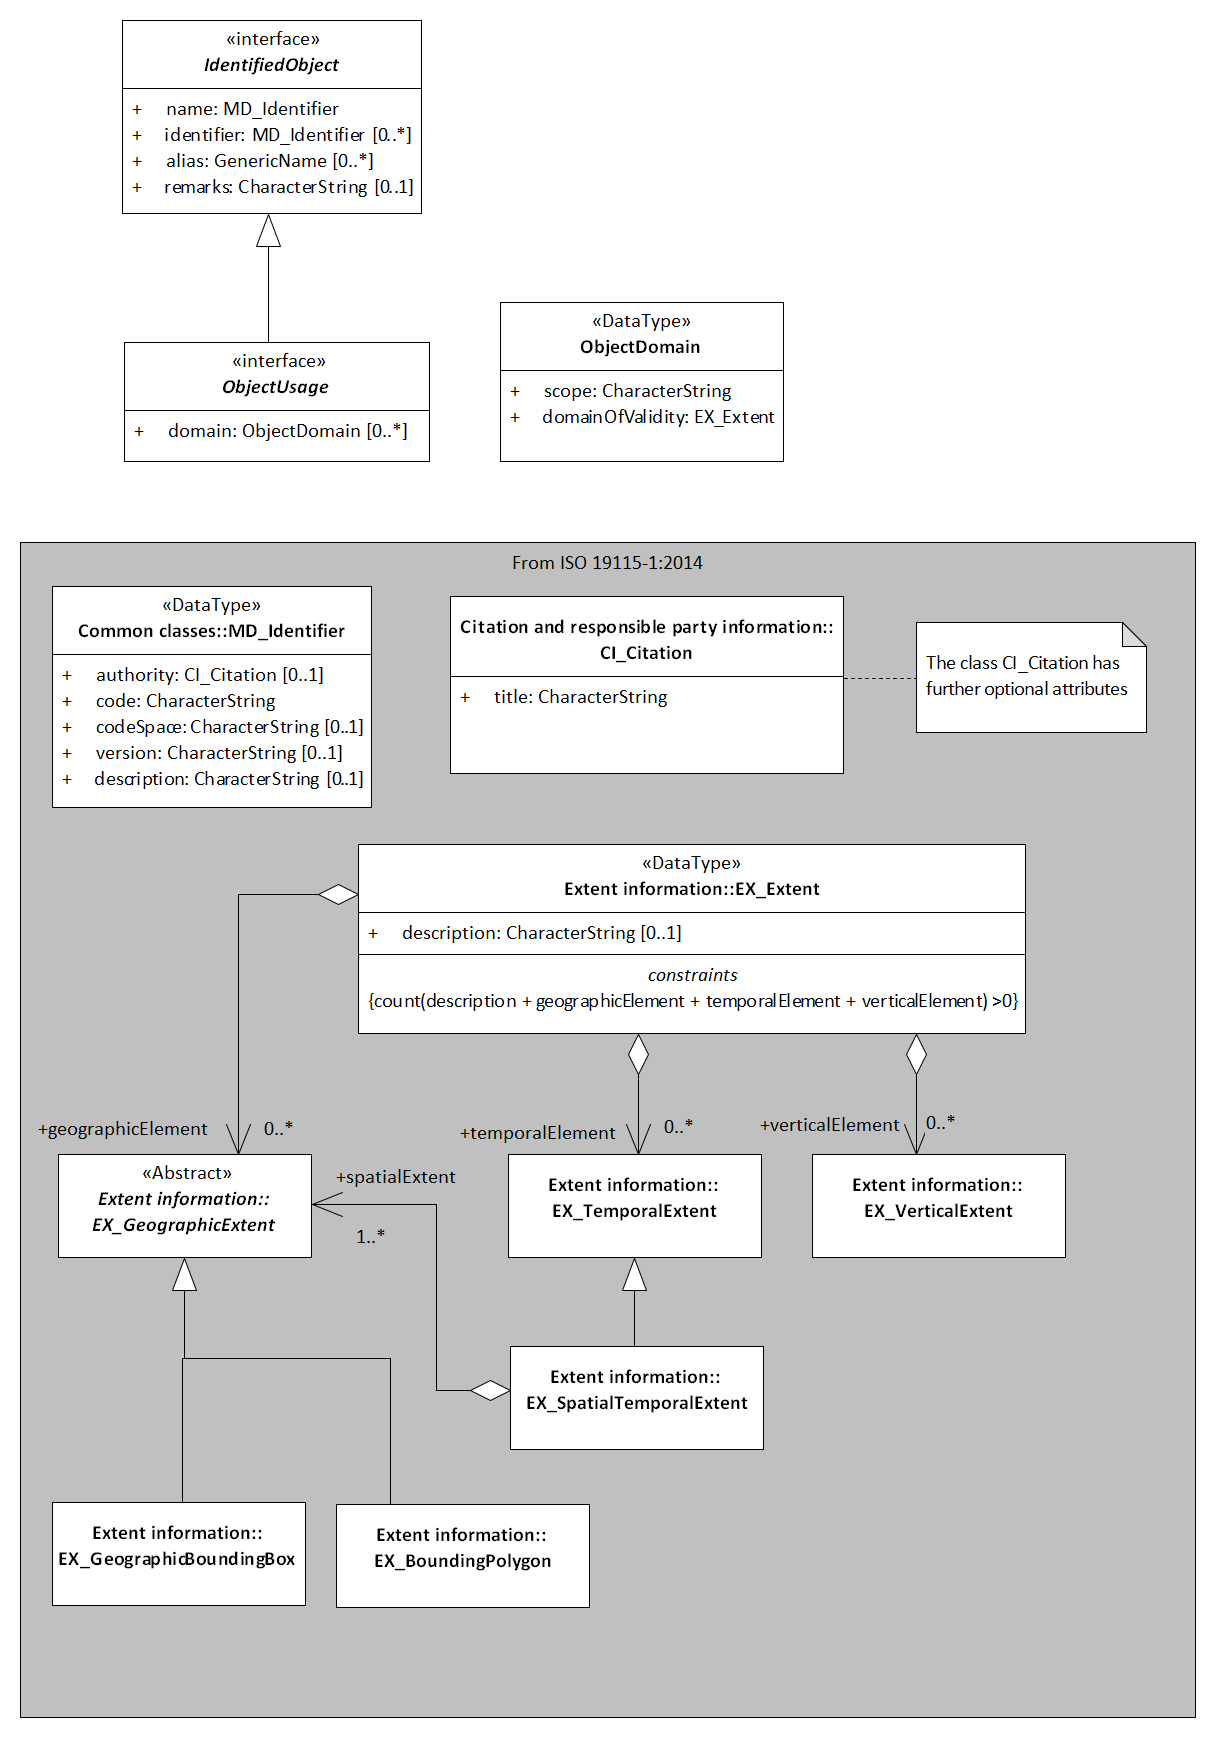 «interface»
IdentifiedObject
+ name: MD_Identifier
+ identifier: MD_Identifier [0..*]
+ alias: GenericName [0..*]
+ remarks: CharacterString [0..1]
«interface»
ObjectUsage
+ domain: ObjectDomain [0..*]
«DataType»
ObjectDomain
+ scope: CharacterString
+ domainOfValidity: EX_Extent
From ISO 19115-1:2014
«DataType»
Common classes::MD_Identifier
+ authority: CI_Citation [0..1]
+ code: CharacterString
+ codeSpace: CharacterString [0..1]
+ version: CharacterString [0..1]
+ description: CharacterString [0..1]
Citation and responsible party information::
CI_Citation
+ title: CharacterString
The class CI_Citation has
further optional attributes
«DataType»
Extent information::EX_Extent
+ description: CharacterString [0..1]
constraints
{count(description + geographicElement + temporalElement + verticalElement) >0}
+geographicElement 0..*
+temporalElement 0..*
+verticalElement 0..*
«Abstract»
Extent information::
EX_GeographicExtent
+spatialExtent
1..*
Extent information::
EX_TemporalExtent
Extent information::
EX_VerticalExtent
Extent information::
EX_SpatialTemporalExtent
Extent information::
EX_GeographicBoundingBox
Extent information::
EX_BoundingPolygon